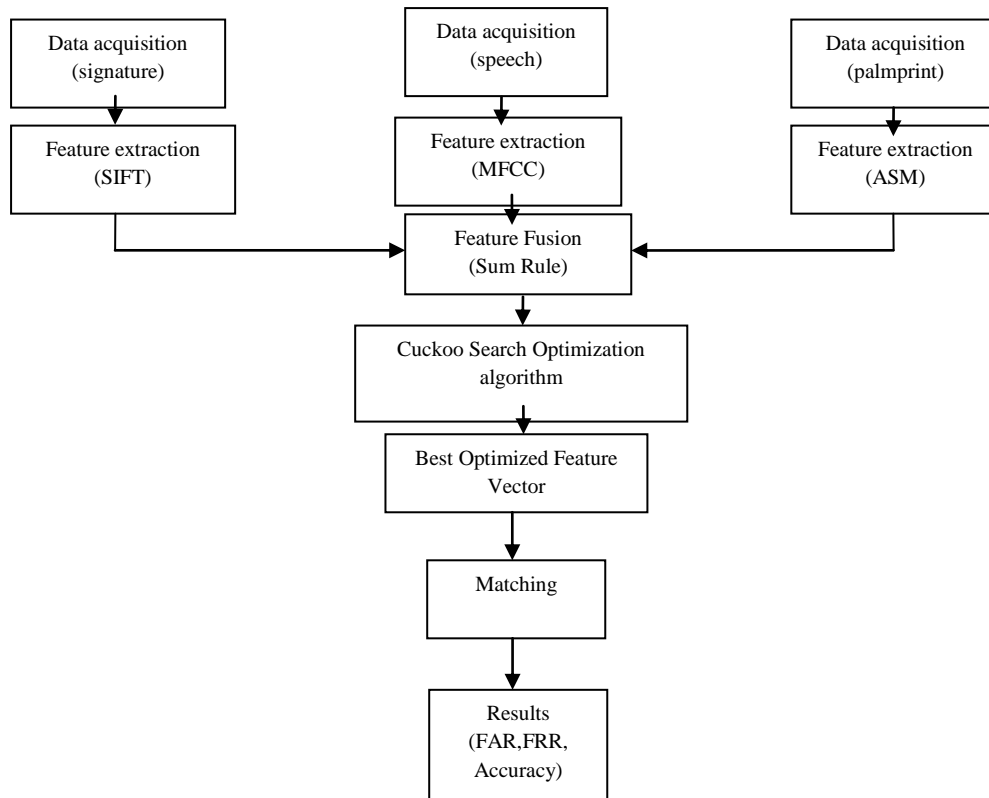 Data acquisition
(signature)
Data acquisition
(speech)
Data acquisition
(palmprint)
Feature extraction
(SIFT)
Feature extraction
(MFCC)
Feature extraction
(ASM)
Feature Fusion
(Sum Rule)
Cuckoo Search Optimization
algorithm
Best Optimized Feature
Vector
Matching
Results
(FAR,FRR,
Accuracy)